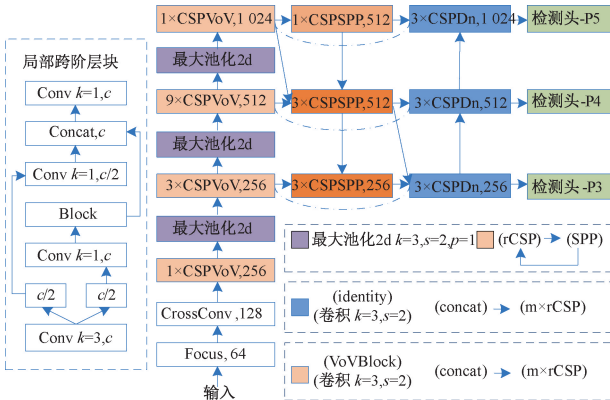 1×CSPVoV,1 024
1×CSPSPP,512
3×CSPDn,1 024
检测头-P5
最大池化2d
9×CSPVoV,512
3×CSPSPP,512
3×CSPDn,512
检测头-P4
最大池化2d
3×CSPVoV,256
3×CSPSPP,256
3×CSPDn,256
检测头-P3
最大池化2d
1×CSPVoV,256
CrossConv,128
Focus,64
输入
局部跨阶层块
Conv k=1,c
Concat,c
Conv k=1,c/2
Block
Conv k=1,c
c/2
c/2
Conv k=3,c
最大池化2d k=3,s=2,p=1
(rCSP)
(SPP)
(identity)
(卷积 k=3,s=2)
(concat)
(m×rCSP)
(VoVBlock)
(卷积 k=3,s=2)
(concat)
(m×rCSP)